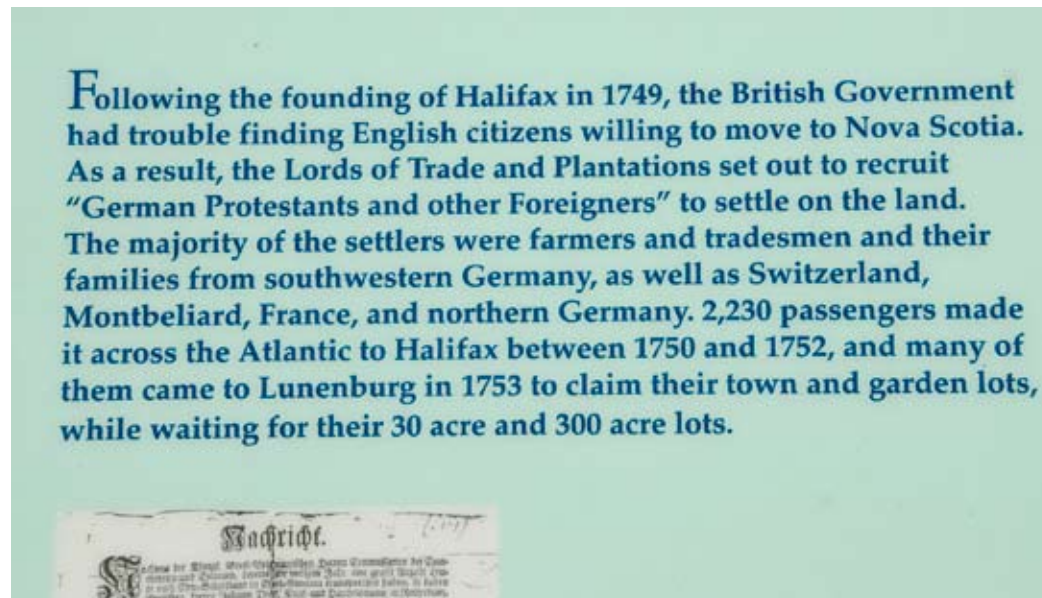 Following the founding of Halifax in 1749, the British Government
had trouble finding English citizens willing to move to Nova Scotia.
As a result, the Lords of Trade and Plantations set out to recruit
“German Protestants and other Foreigners” to settle on the land.
The majority of the settlers were farmers and tradesmen and their
families from southwestern Germany, as well as Switzerland,
Montbeliard, France, and northern Germany. 2,230 passengers made
it across the Atlantic to Halifax between 1750 and 1752, and many of
them came to Lunenburg in 1753 to claim their town and garden lots,
while waiting for their 30 acre and 300 acre lots.
Nachricht.